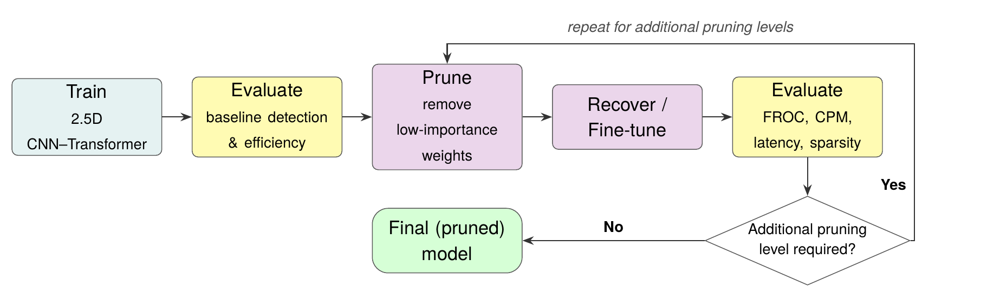 repeat for additional pruning levels
Train
2.5D
CNN–Transformer
Evaluate
baseline detection
& efficiency
Prune
remove
low-importance
weights
Recover /
Fine-tune
Evaluate
FROC, CPM,
latency, sparsity
Yes
Additional pruning
level required?
No
Final (pruned)
model